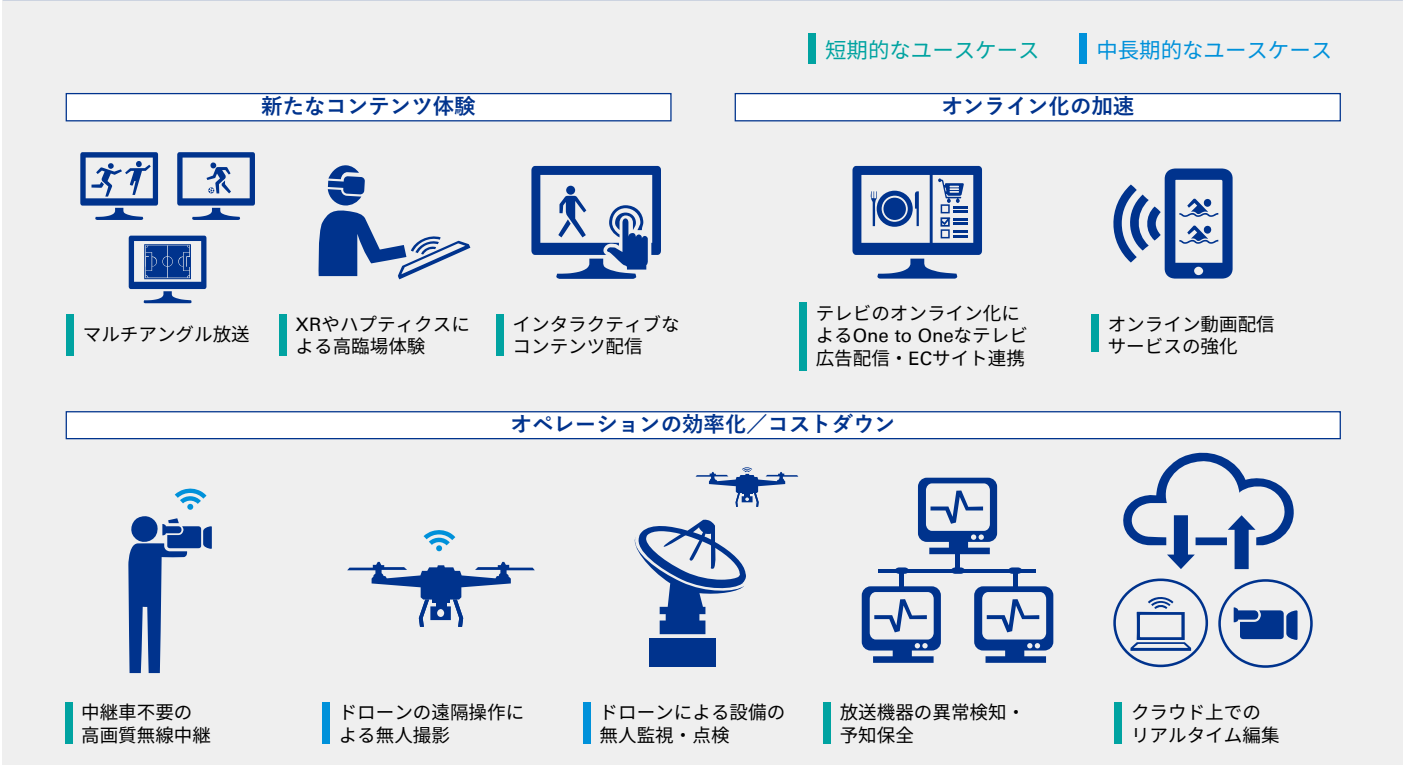 短期的なユースケース
中長期的なユースケース
新たなコンテンツ体験
オンライン化の加速
マルチアングル放送
XRやハプティクスに
よる高臨場体験
インタラクティブな
コンテンツ配信
テレビのオンライン化に
よるOne to Oneなテレビ
広告配信・ECサイト連携
オンライン動画配信
サービスの強化
オペレーションの効率化／コストダウン
中継車不要の
高画質無線中継
ドローンの遠隔操作に
よる無人撮影
ドローンによる設備の
無人監視・点検
放送機器の異常検知・
予知保全
クラウド上での
リアルタイム編集